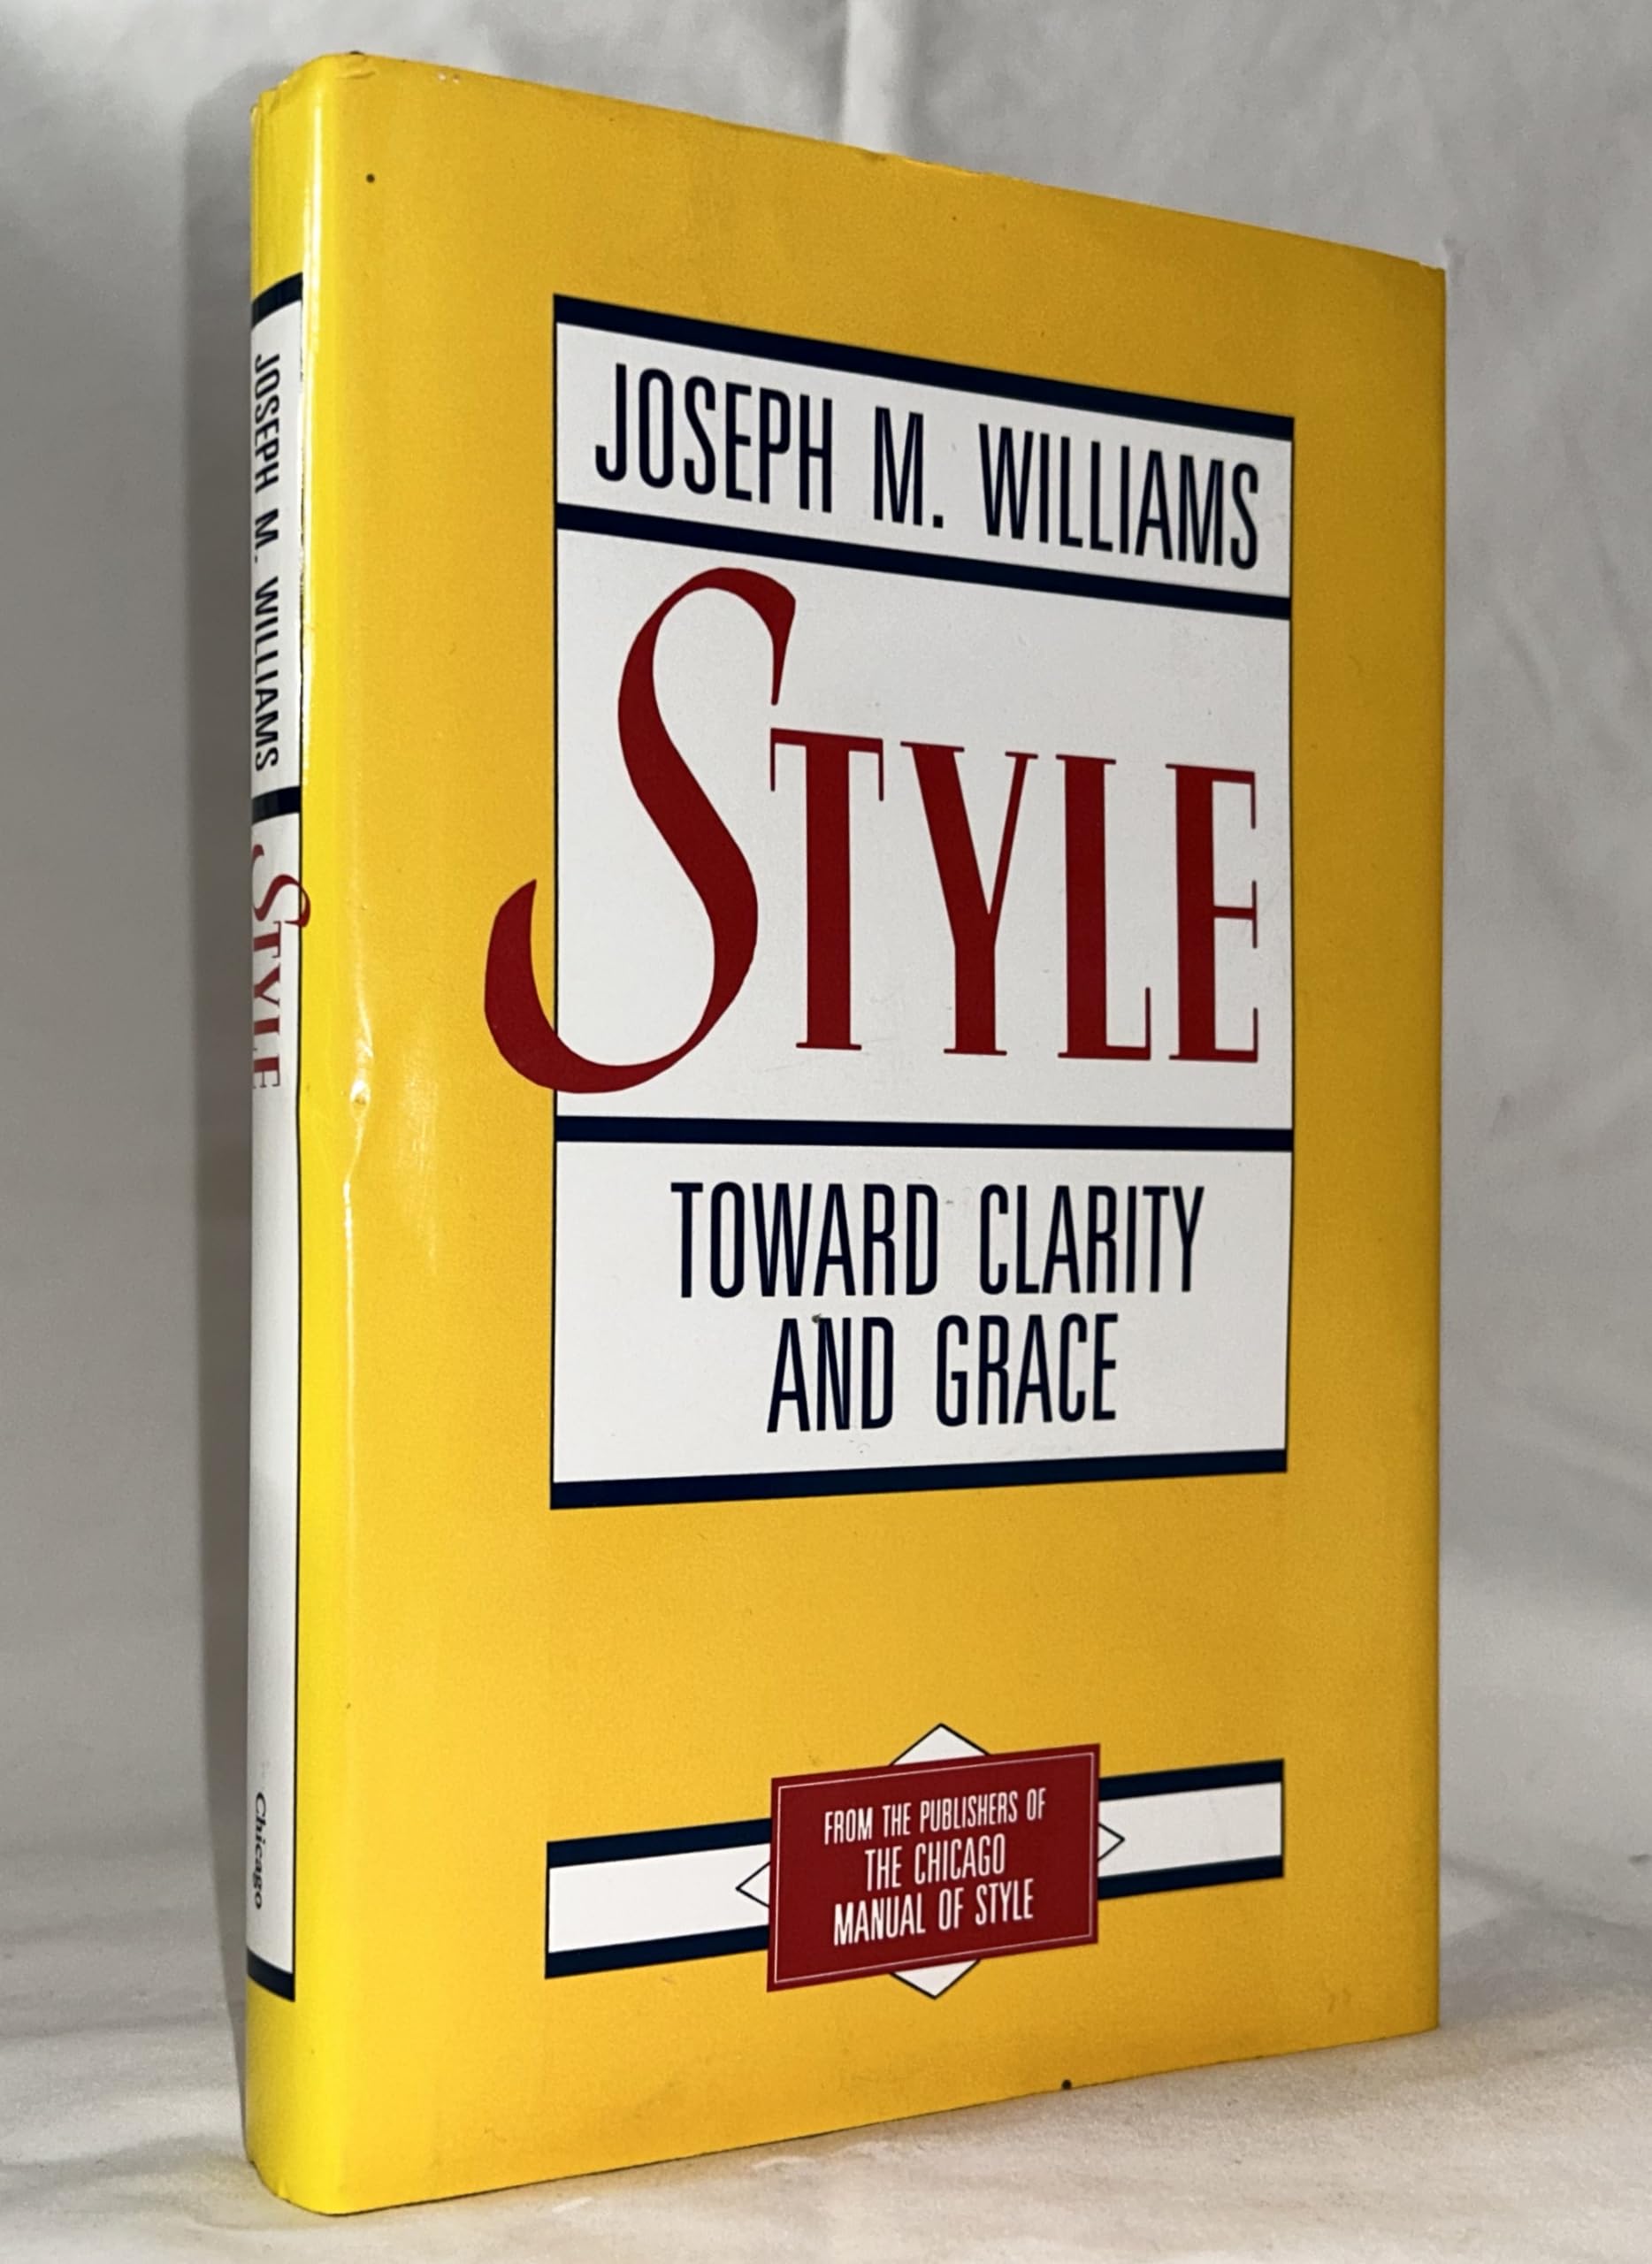 JOSEPH M. WILLIAMS
STYLE
Chicago
JOSEPH M. WILLIAMS
STYLE
TOWARD CLARITY
AND GRACE
FROM THE PUBLISHERS OF
THE CHICAGO
MANUAL OF STYLE